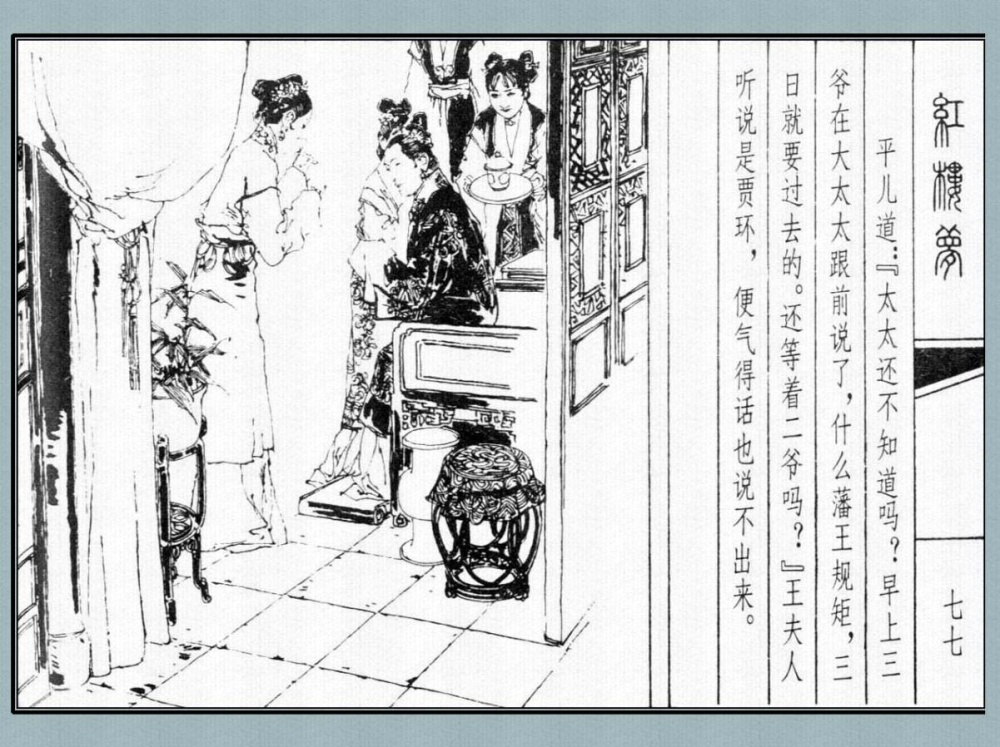 紅樓夢
七七
平儿道：『太太还不知道吗？早上三
爷在大太太跟前说了，什么藩王规矩，三
日就要过去的。还等着二爷吗？』王夫人
听说是贾环，便气得话也说不出来。